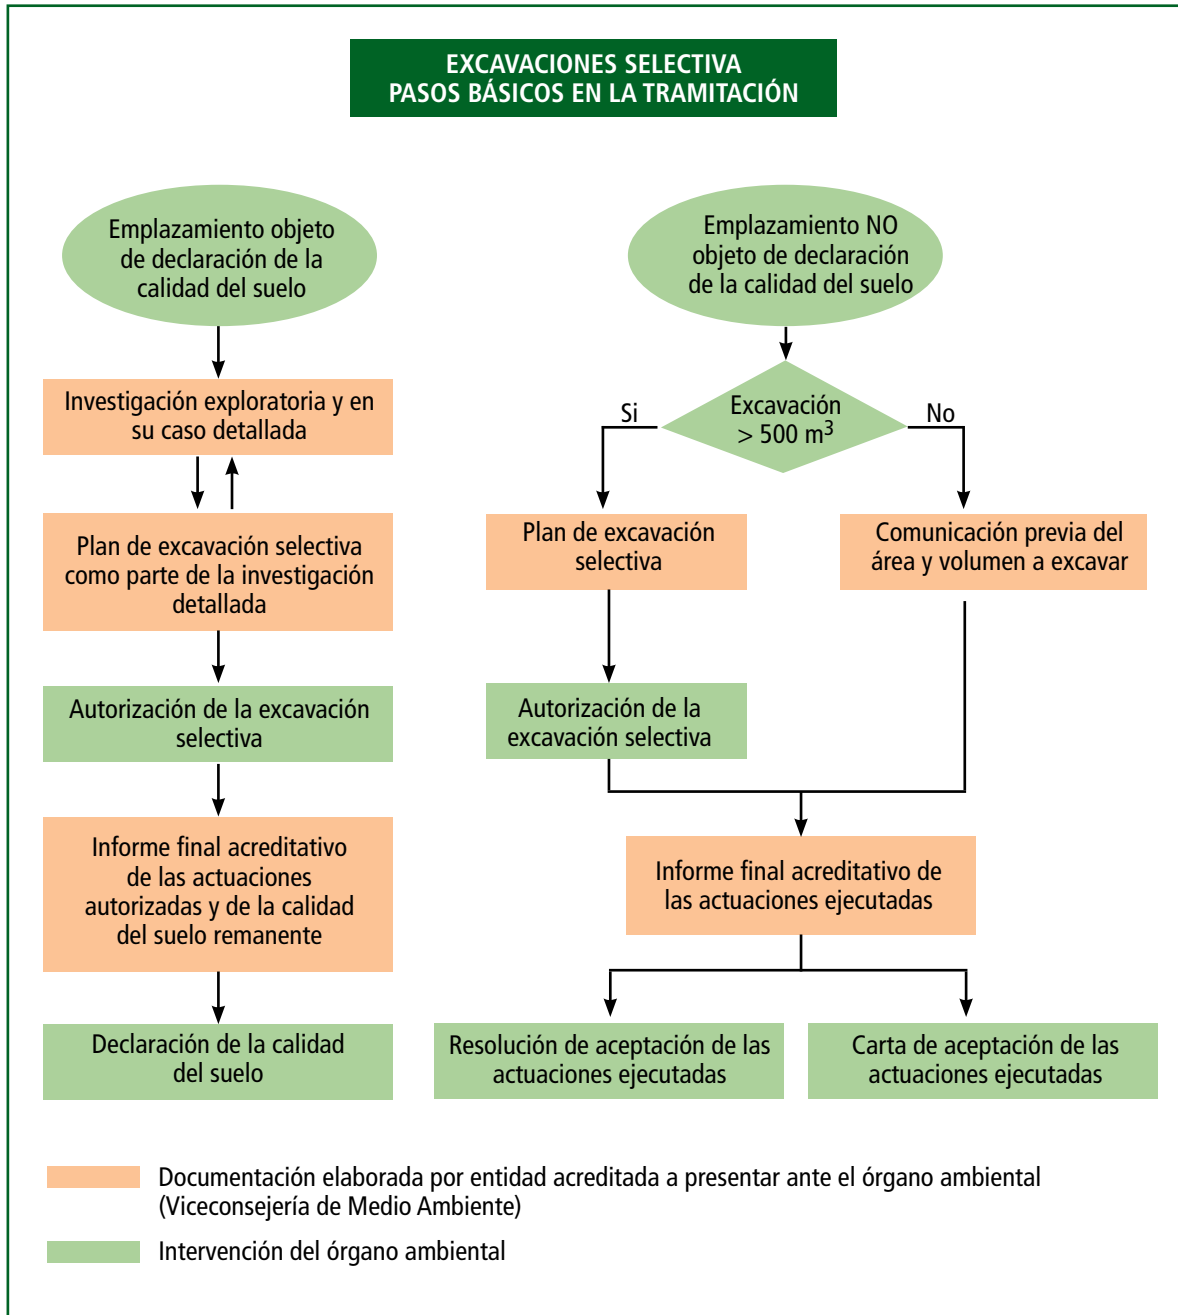 EXCAVACIONES SELECTIVA
PASOS BÁSICOS EN LA TRAMITACIÓN
Emplazamiento objeto
de declaración de la
calidad del suelo
Investigación exploratoria y en
su caso detallada
Plan de excavación selectiva
como parte de la investigación
detallada
Autorización de la excavación
selectiva
Informe final acreditativo
de las actuaciones
autorizadas y de la calidad
del suelo remanente
Declaración de la calidad
del suelo
Emplazamiento NO
objeto de declaración
de la calidad del suelo
Excavación
> 500 m³
Si
No
Plan de excavación
selectiva
Comunicación previa del
área y volumen a excavar
Autorización de la
excavación selectiva
Informe final acreditativo de
las actuaciones ejecutadas
Resolución de aceptación de las
actuaciones ejecutadas
Carta de aceptación de las
actuaciones ejecutadas
Documentación elaborada por entidad acreditada a presentar ante el órgano ambiental
(Viceconsejería de Medio Ambiente)
Intervención del órgano ambiental